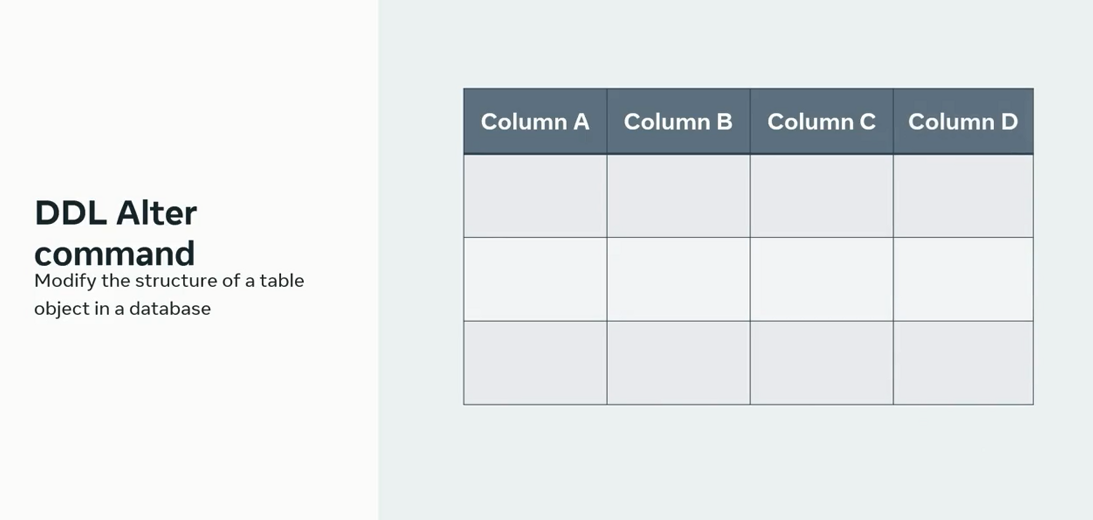 DDL Alter
command
Modify the structure of a table
object in a database
Column A Column B Column C Column D